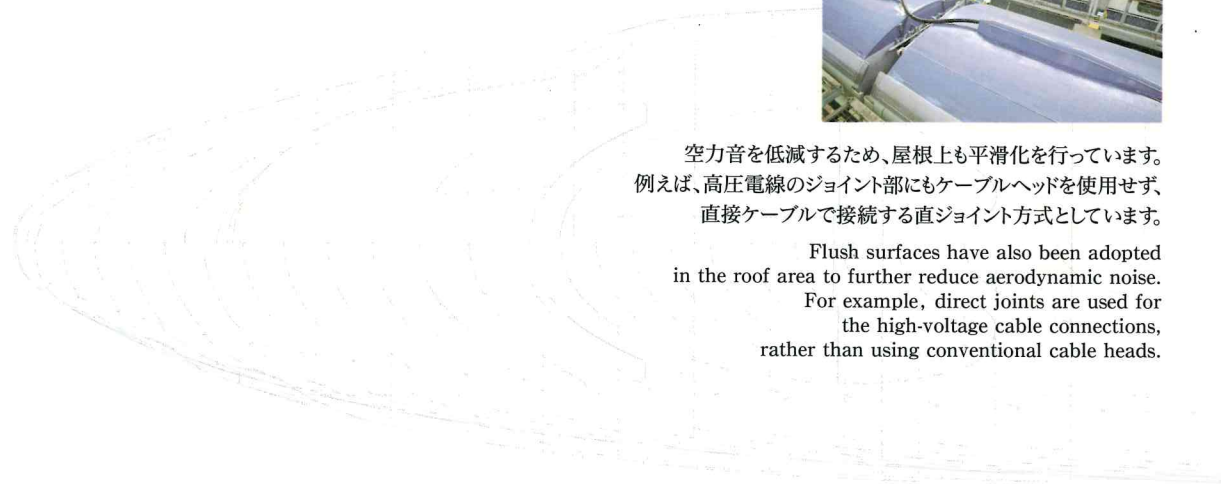 空力音を低減するため、屋根上も平滑化を行っています。
例えば、高圧電線のジョイント部にもケーブルヘッドを使用せず、
直接ケーブルで接続する直ジョイント方式としています。
Flush surfaces have also been adopted
in the roof area to further reduce aerodynamic noise.
For example, direct joints are used for
the high-voltage cable connections,
rather than using conventional cable heads.